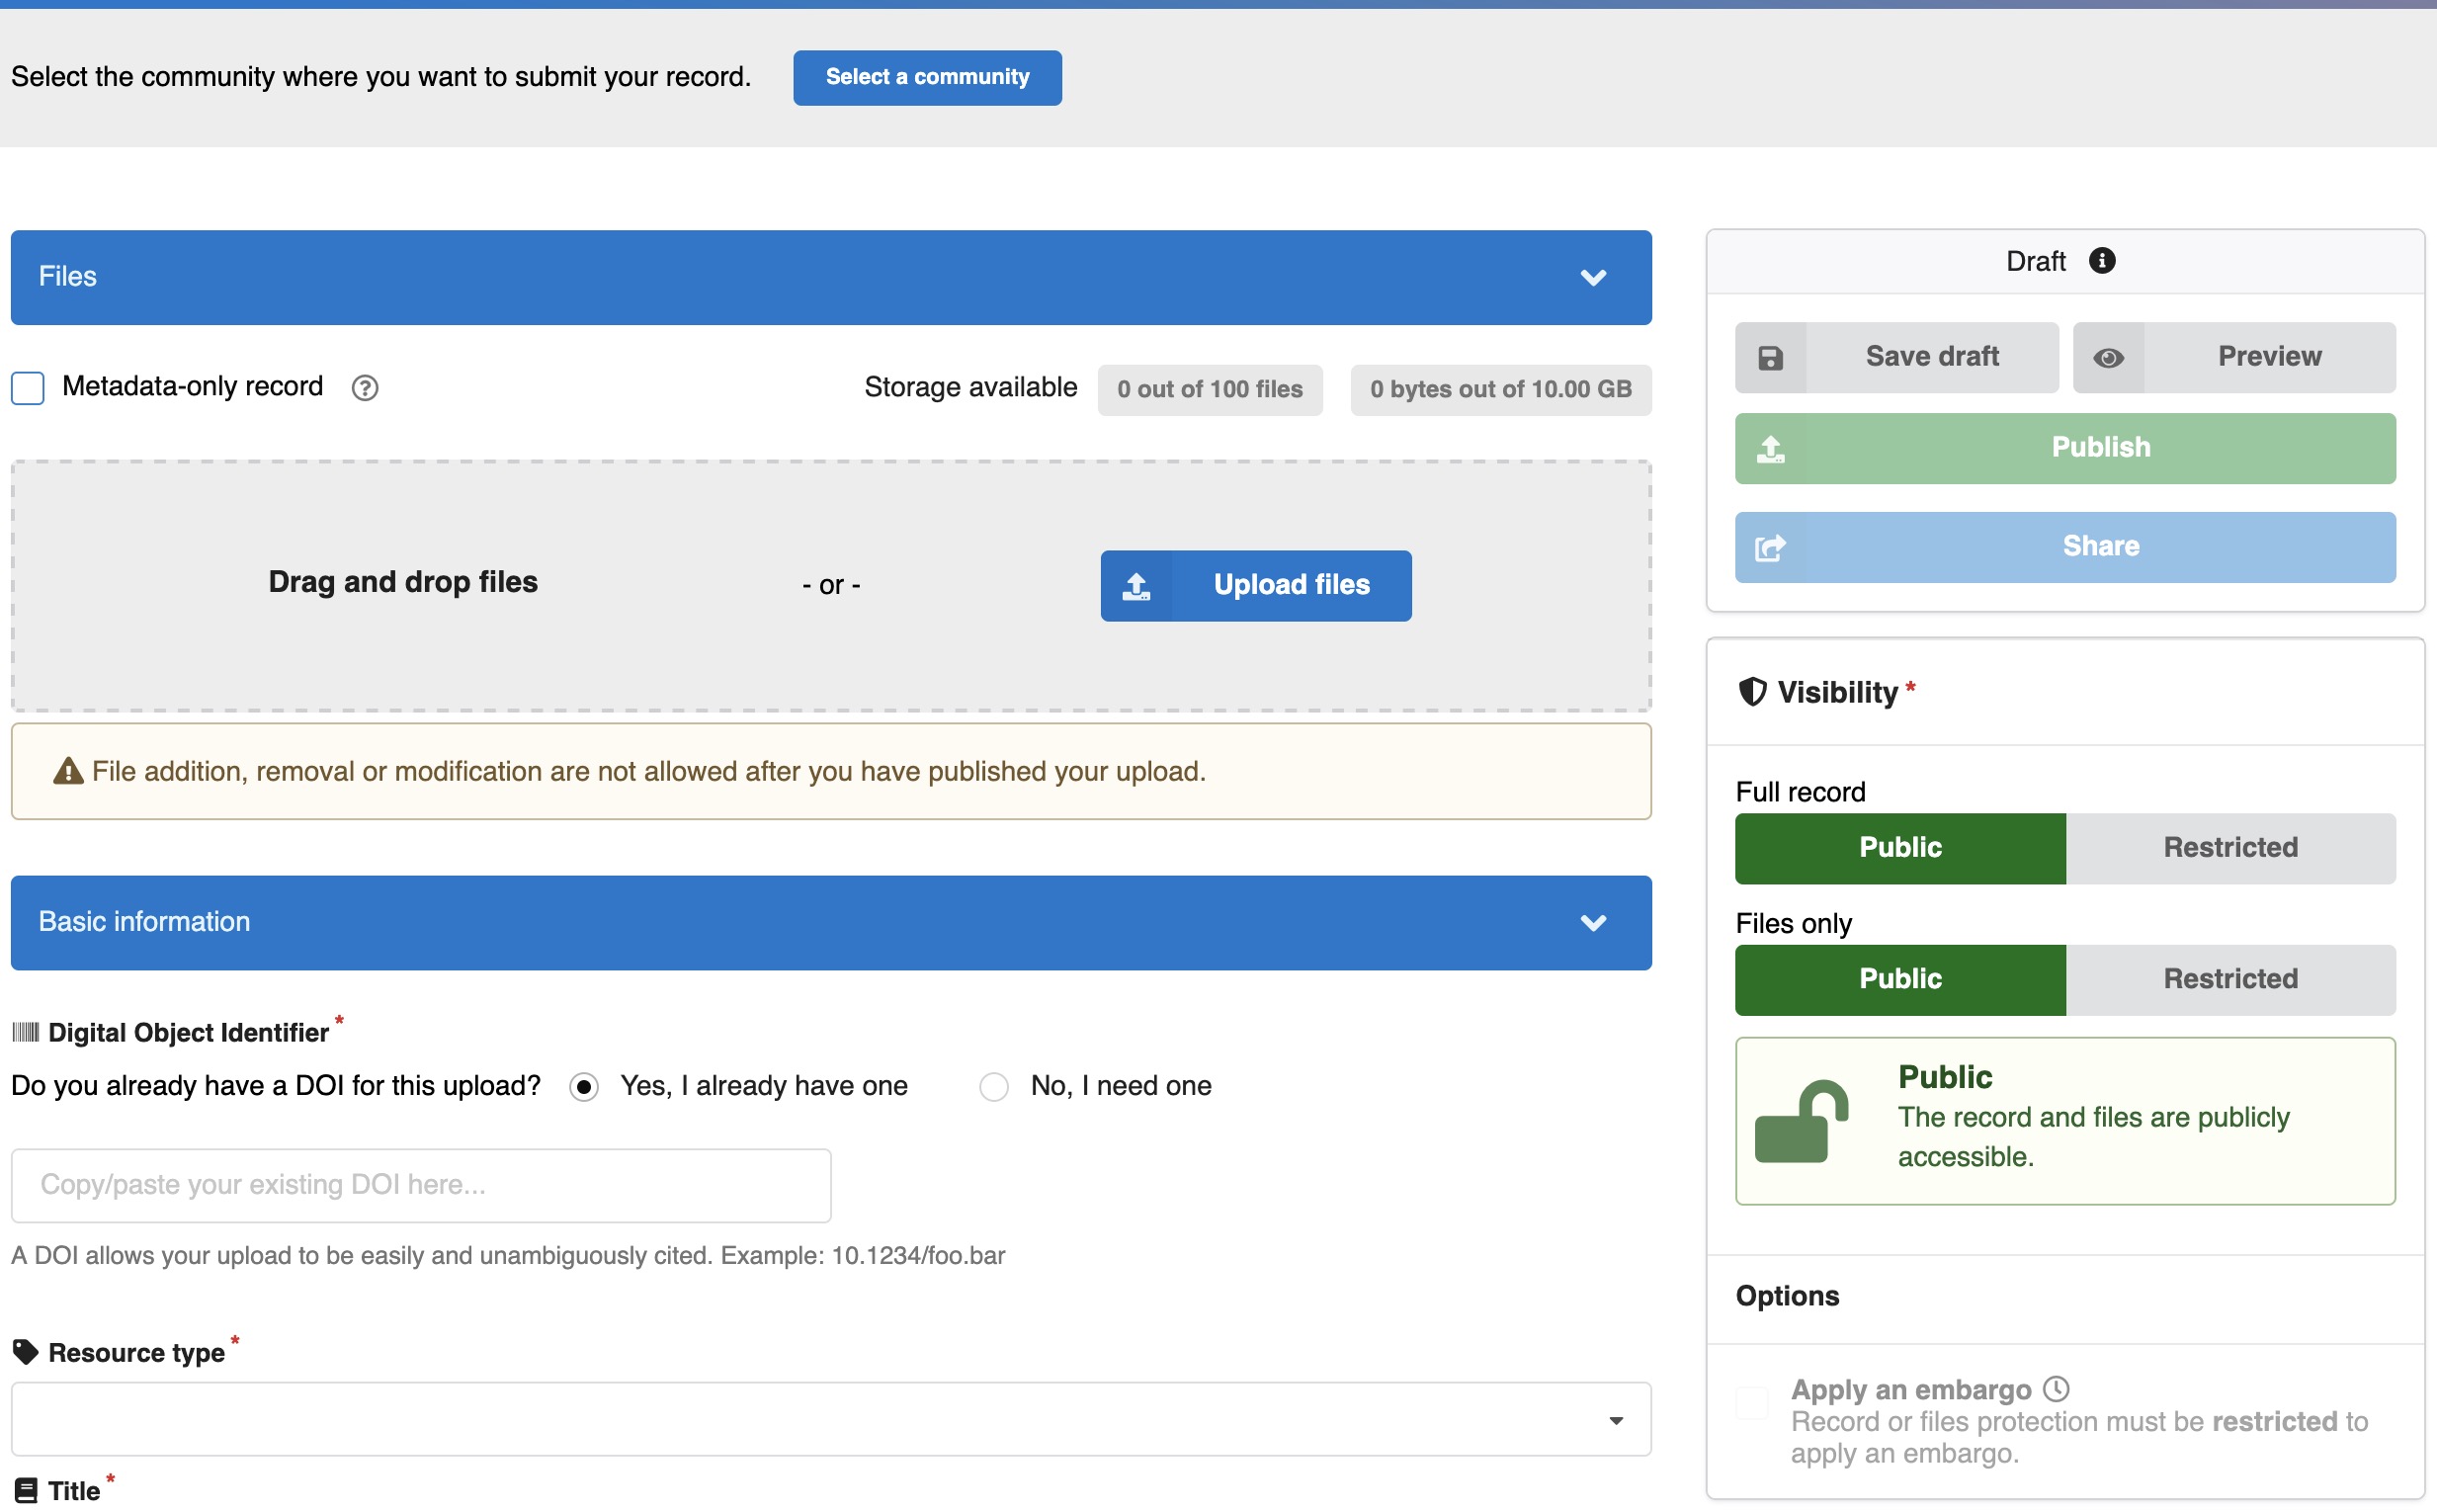 Select the community where you want to submit your record.
Select a community
Files
Metadata-only record
Storage available
0 out of 100 files
0 bytes out of 10.00 GB
Drag and drop files
- or -
Upload files
File addition, removal or modification are not allowed after you have published your upload.
Basic information
Digital Object Identifier *
Do you already have a DOI for this upload?
Yes, I already have one
No, I need one
Copy/paste your existing DOI here...
A DOI allows your upload to be easily and unambiguously cited. Example: 10.1234/foo.bar
Resource type *
Title *
Draft
Save draft
Preview
Publish
Share
Visibility *
Full record
Public
Restricted
Files only
Public
Restricted
Public
The record and files are publicly
accessible.
Options
Apply an embargo
Record or files protection must be restricted to
apply an embargo.